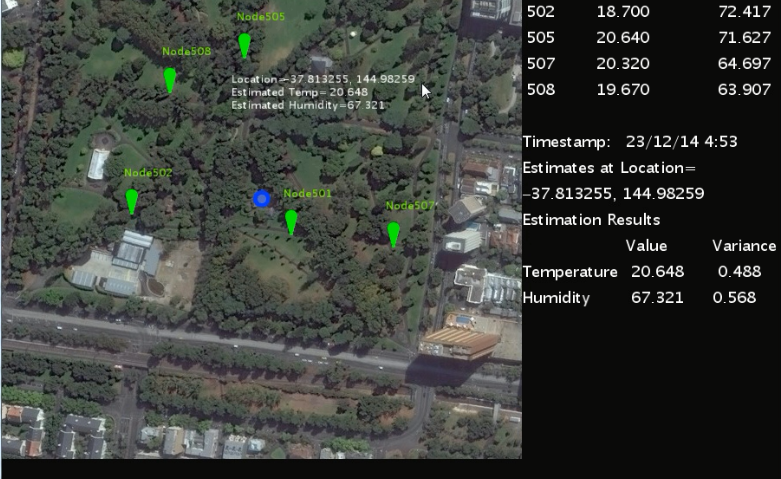 Node505
Node508
Location=-37.813255, 144.98259
Estimated Temp= 20.648
Estimated Humidity=67.321
Node502
Node501
Node507
502 18.700 72.417
505 20.640 71.627
507 20.320 64.697
508 19.670 63.907
Timestamp: 23/12/14 4:53
Estimates at Location=
-37.813255, 144.98259
Estimation Results
Value Variance
Temperature 20.648 0.488
Humidity 67.321 0.568